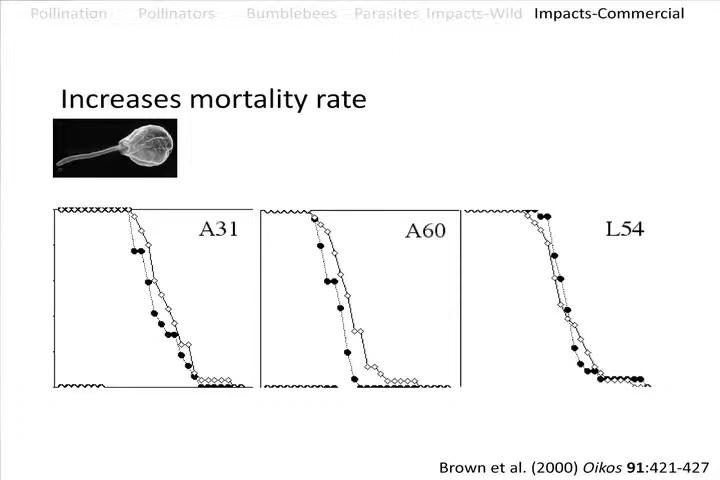 Pollination Pollinators Bumblebees Parasites Impacts-Wild Impacts-Commercial
Increases mortality rate
A31 A60 L54
Brown et al. (2000) Oikos 91:421-427